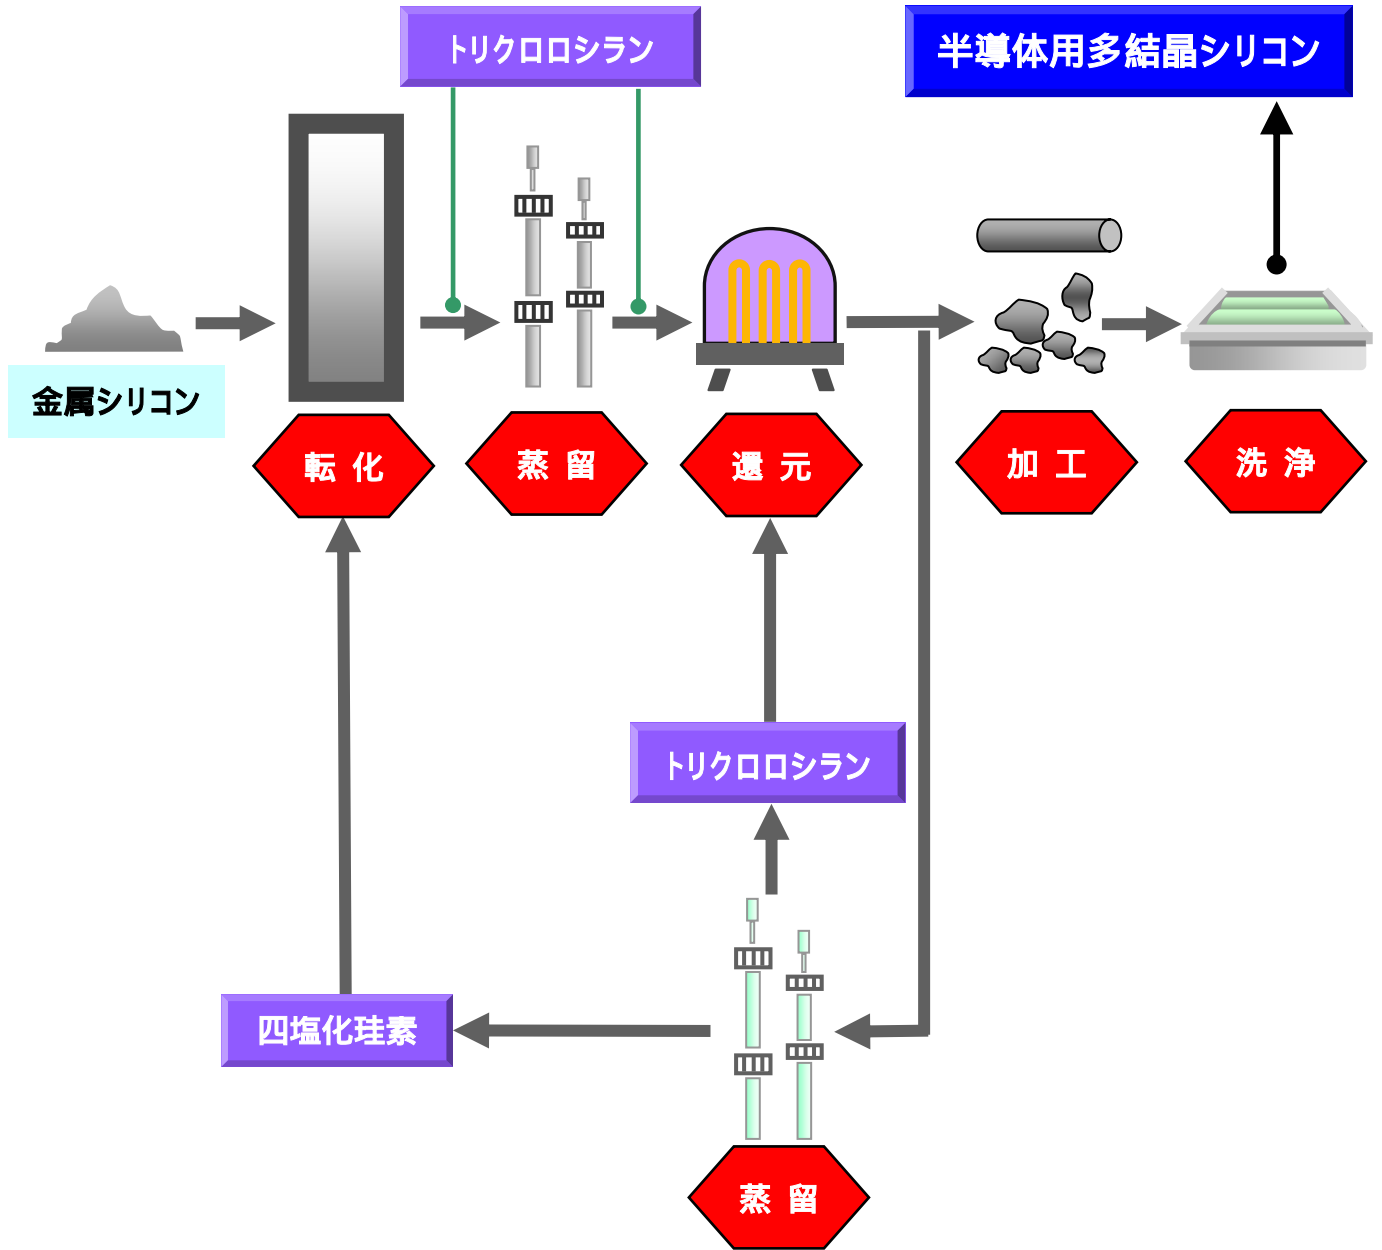 トリクロロシラン
半導体用多結晶シリコン
金属シリコン
転 化
蒸 留
還 元
加 工
洗 浄
トリクロロシラン
四塩化珪素
蒸 留